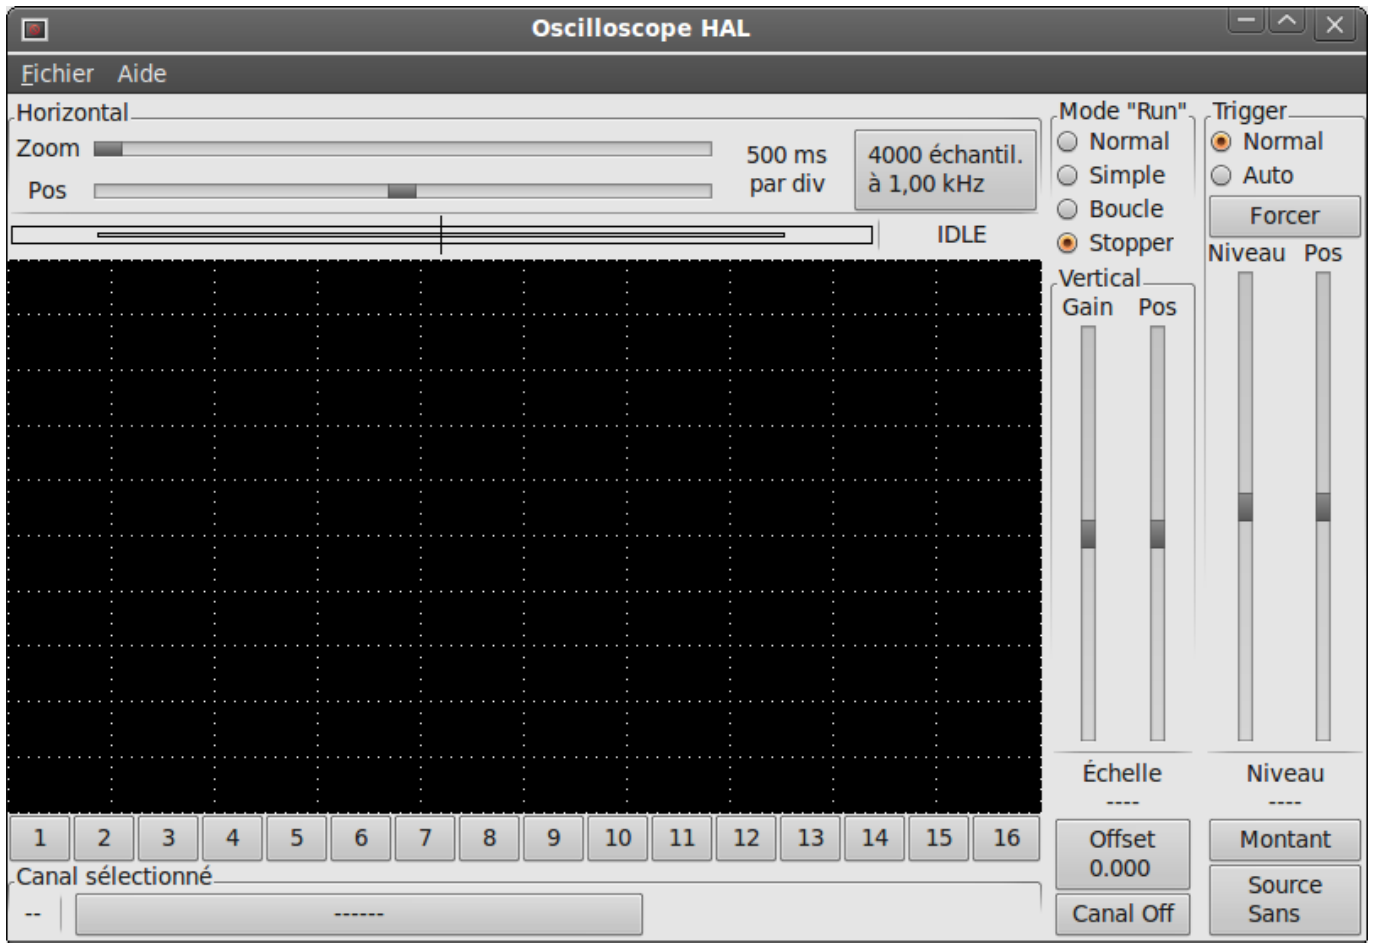 Oscilloscope HAL
Fichier Aide
Horizontal
Zoom
Pos
500 ms
par div
4000 échantil.
à 1,00 kHz
IDLE
Mode "Run"
Normal
Simple
Boucle
Stopper
Trigger
Normal
Auto
Forcer
Niveau Pos
Vertical
Gain Pos
Échelle
----
Offset
0.000
Canal Off
Niveau
----
Montant
Source
Sans
1 2 3 4 5 6 7 8 9 10 11 12 13 14 15 16
Canal sélectionné
-- ------